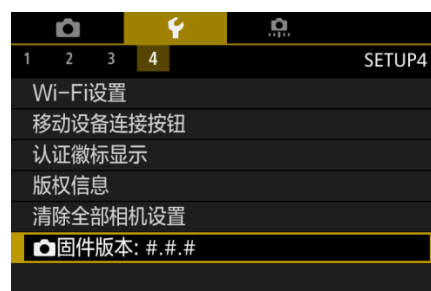 1 2 3 4 SETUP4
Wi-Fi设置
移动设备连接按钮
认证徽标显示
版权信息
清除全部相机设置
固件版本: #.#.#